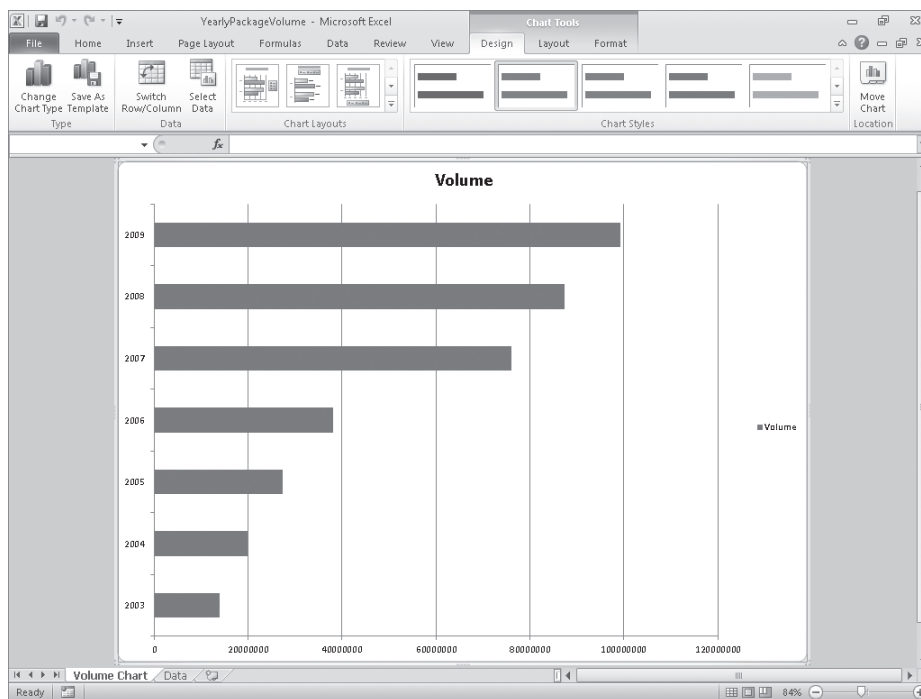 YearlyPackageVolume - Microsoft Excel
Chart Tools
File Home Insert Page Layout Formulas Data Review View Design Layout Format
Change Chart Type
Save As Template
Switch Row/Column
Select Data
Move Chart
Type Data Chart Layouts Chart Styles Location
fx
Volume
2009
2008
2007
2006
Volume
2005
2004
2003
0 20000000 40000000 60000000 80000000 100000000 120000000
Volume Chart Data
Ready 84%